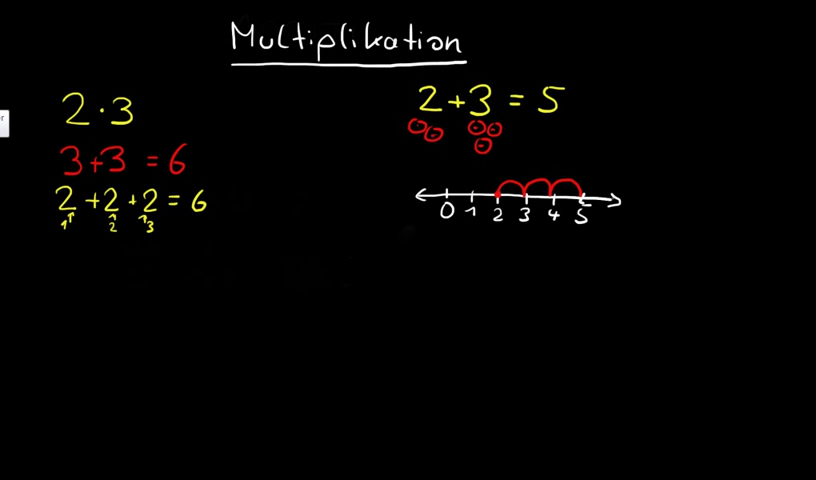 Multiplikation
2 · 3
3 + 3 = 6
2 + 2 + 2 = 6
1 2 3
2 + 3 = 5
0 1 2 3 4 5